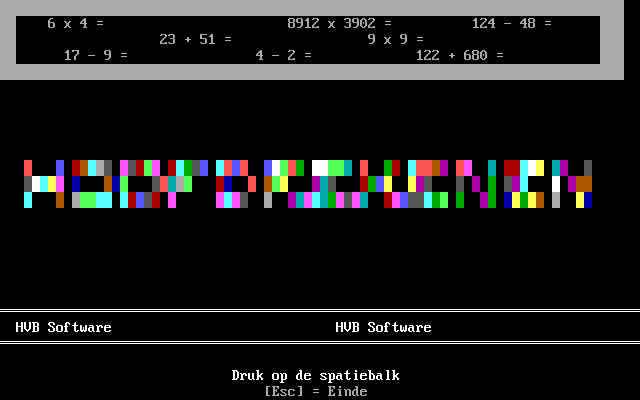 6 x 4 = 8912 x 3902 = 124 - 48 =
23 + 51 = 9 x 9 =
17 - 9 = 4 - 2 = 122 + 680 =
HOOFDREKENEN
HVB Software HVB Software
Druk op de spatiebalk
[Esc] = Einde